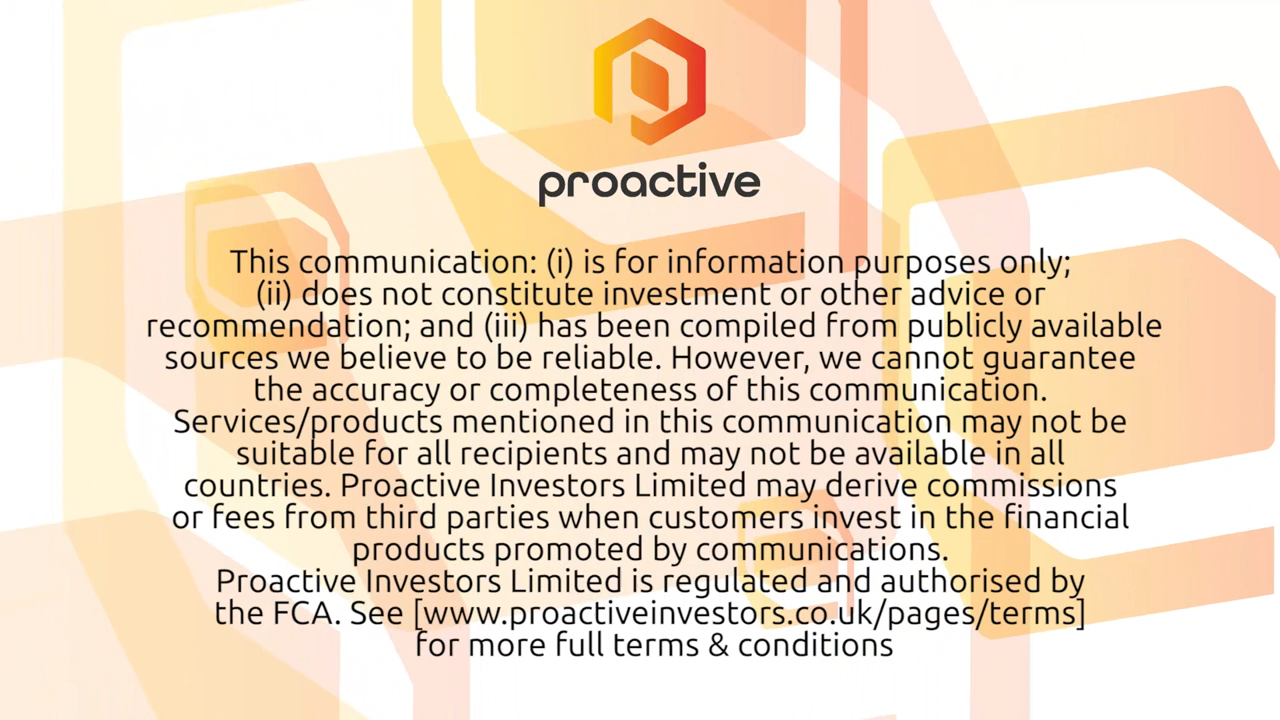 proactive
This communication: (i) is for information purposes only;
(ii) does not constitute investment or other advice or
recommendation; and (iii) has been compiled from publicly available
sources we believe to be reliable. However, we cannot guarantee
the accuracy or completeness of this communication.
Services/products mentioned in this communication may not be
suitable for all recipients and may not be available in all
countries. Proactive Investors Limited may derive commissions
or fees from third parties when customers invest in the financial
products promoted by communications.
Proactive Investors Limited is regulated and authorised by
the FCA. See [www.proactiveinvestors.co.uk/pages/terms]
for more full terms & conditions